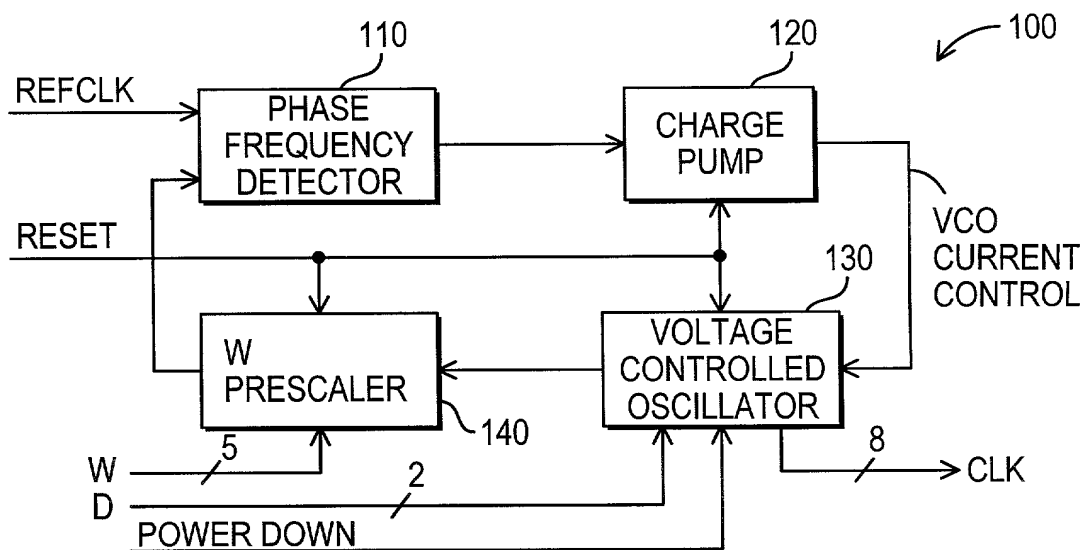 100
110
120
REFCLK
PHASE
FREQUENCY
DETECTOR
CHARGE
PUMP
RESET
VCO
CURRENT
CONTROL
130
W
PRESCALER
VOLTAGE
CONTROLLED
OSCILLATOR
140
W
5
D
2
8
CLK
POWER DOWN